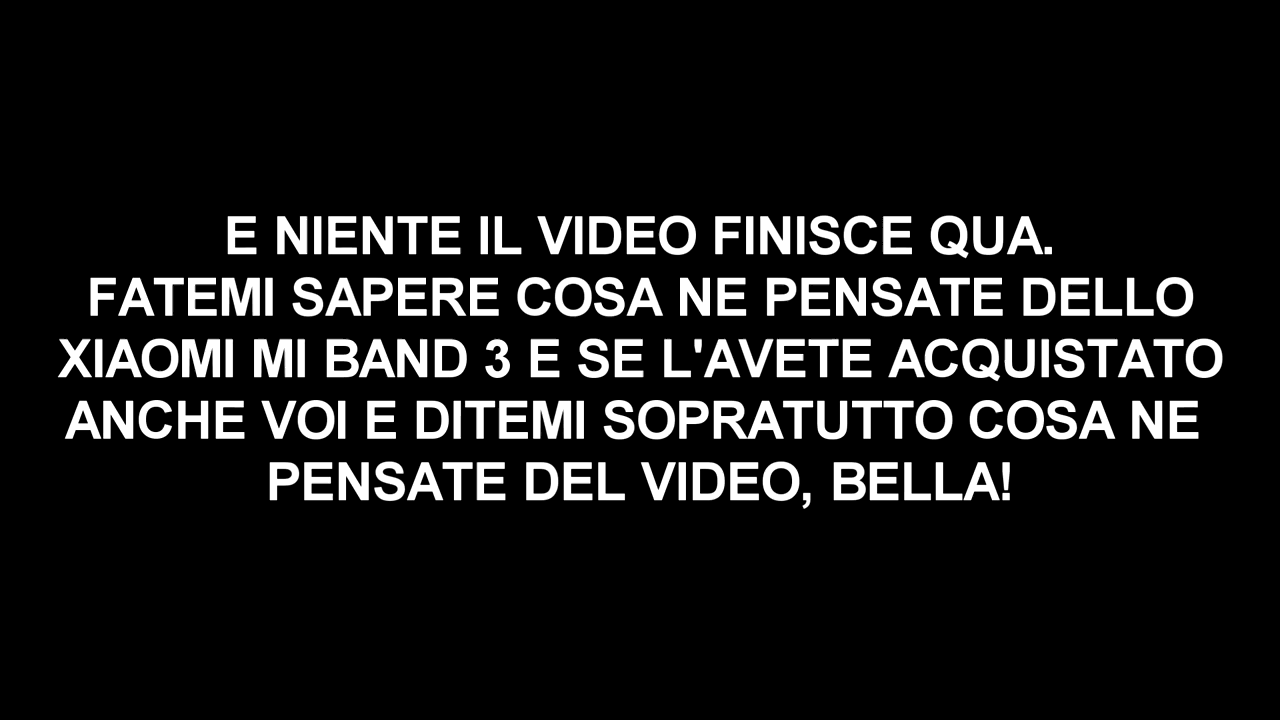 E NIENTE IL VIDEO FINISCE QUA.
FATEMI SAPERE COSA NE PENSATE DELLO
XIAOMI MI BAND 3 E SE L'AVETE ACQUISTATO
ANCHE VOI E DITEMI SOPRATUTTO COSA NE
PENSATE DEL VIDEO, BELLA!